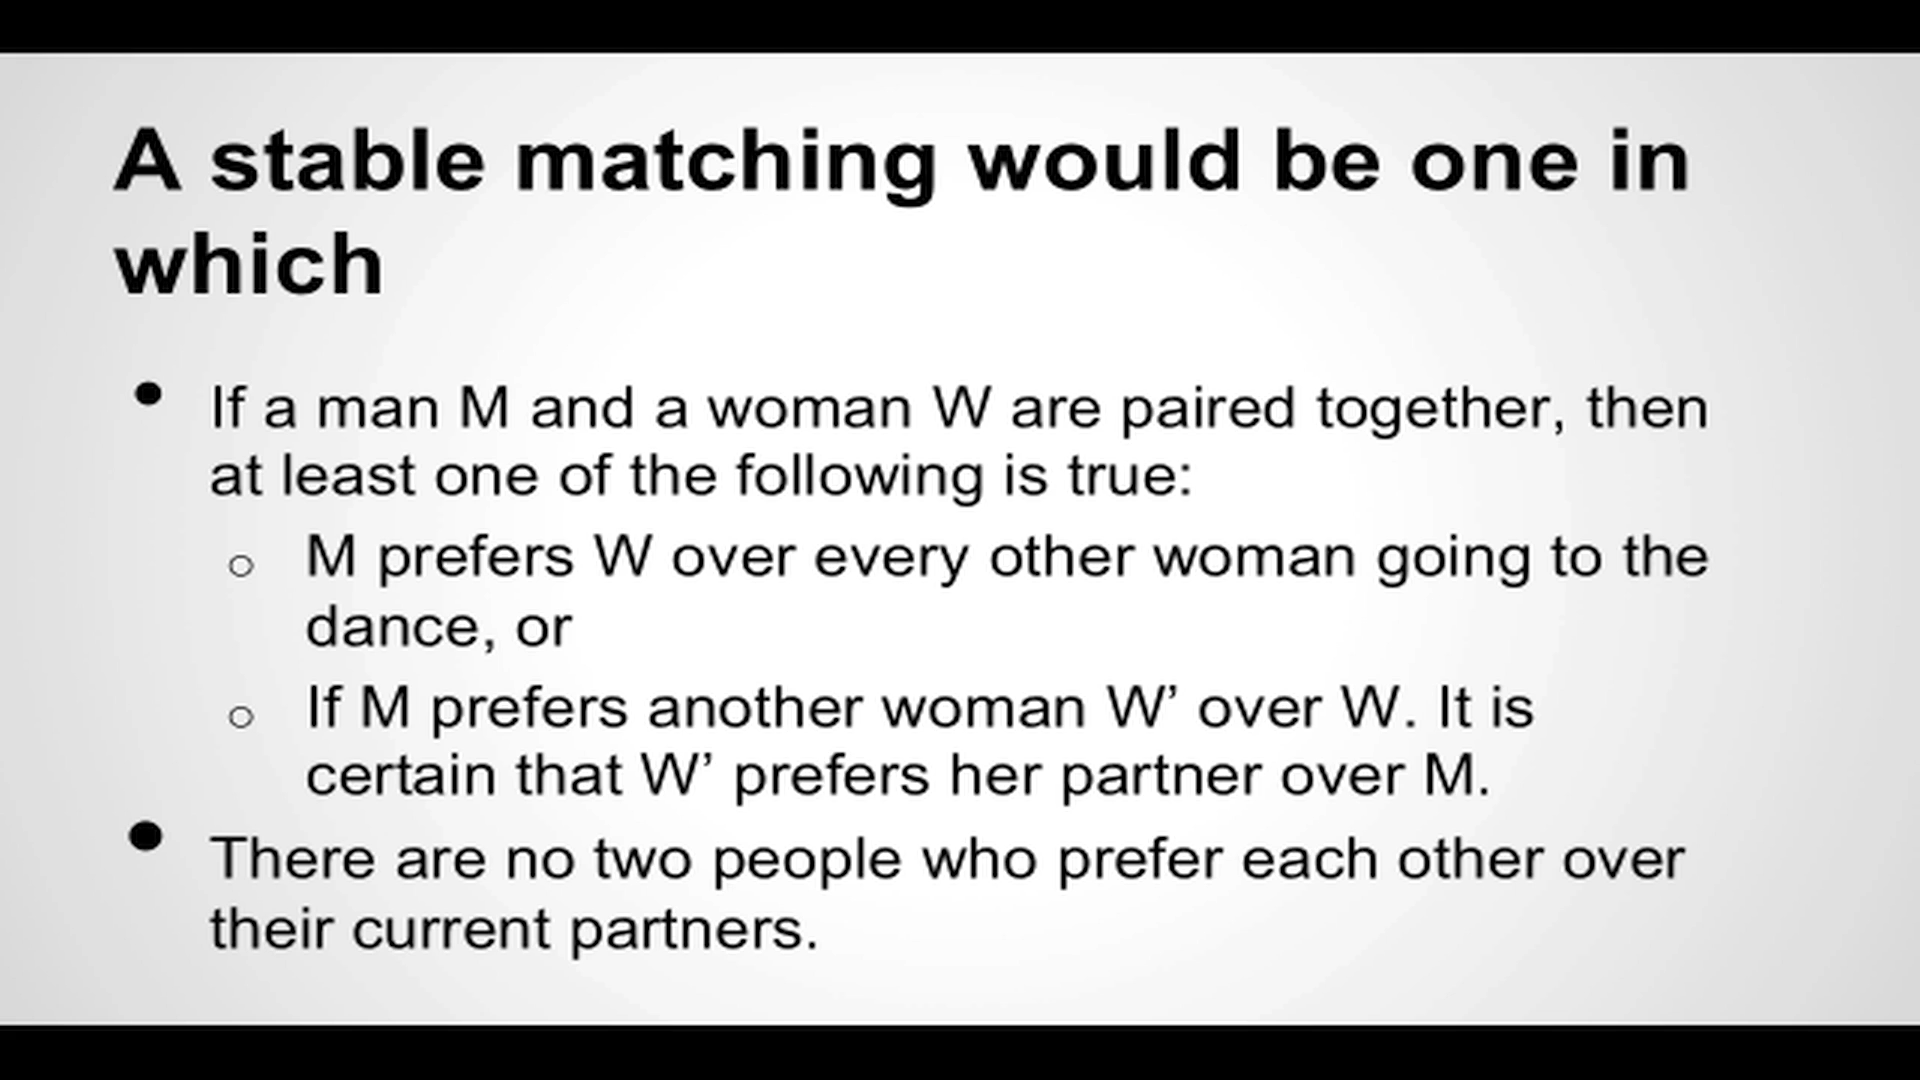 A stable matching would be one in
which
• If a man M and a woman W are paired together, then
at least one of the following is true:
○ M prefers W over every other woman going to the
dance, or
○ If M prefers another woman W’ over W. It is
certain that W’ prefers her partner over M.
• There are no two people who prefer each other over
their current partners.